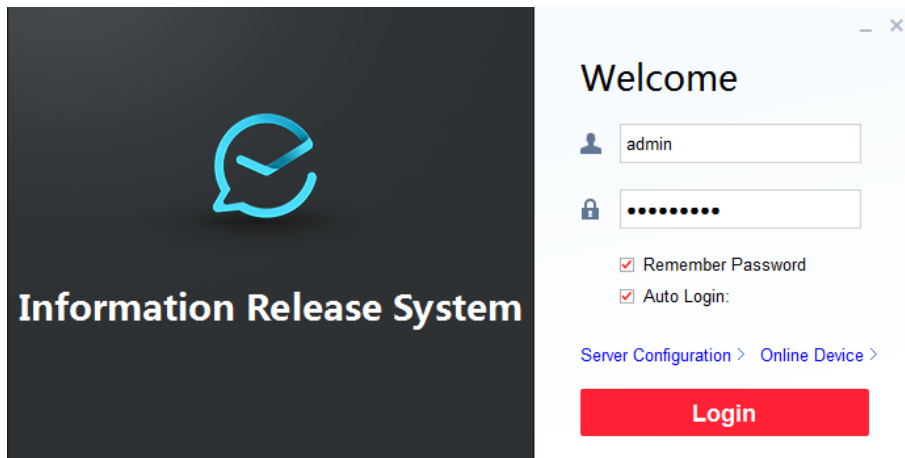 Welcome
admin
•••••••••
Remember Password
Auto Login:
Information Release System
Server Configuration > Online Device >
Login